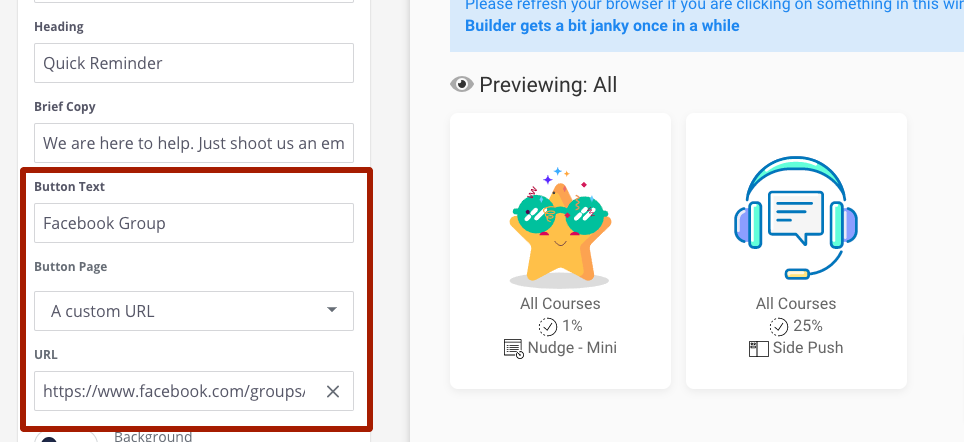 Heading
Quick Reminder
Brief Copy
We are here to help. Just shoot us an em
Button Text
Facebook Group
Button Page
A custom URL
URL
https://www.facebook.com/groups/
Background
Please refresh your browser if you are clicking on something in this win
Builder gets a bit janky once in a while
Previewing: All
All Courses
1%
Nudge - Mini
All Courses
25%
Side Push